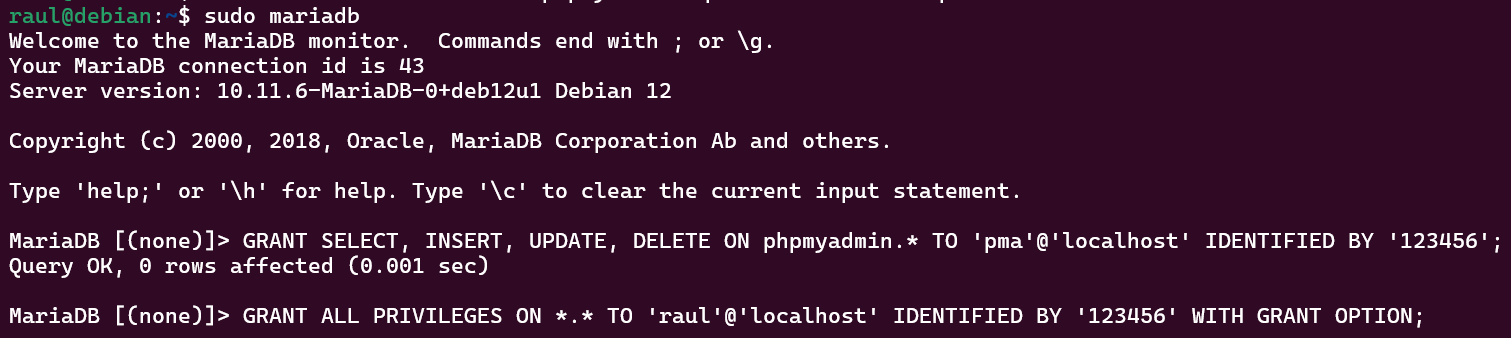 raul@debian:~$ sudo mariadb
Welcome to the MariaDB monitor.  Commands end with ; or \g.
Your MariaDB connection id is 43
Server version: 10.11.6-MariaDB-0+deb12u1 Debian 12
Copyright (c) 2000, 2018, Oracle, MariaDB Corporation Ab and others.
Type 'help;' or '\h' for help. Type '\c' to clear the current input statement.
MariaDB [(none)]> GRANT SELECT, INSERT, UPDATE, DELETE ON phpmyadmin.* TO 'pma'@'localhost' IDENTIFIED BY '123456';
Query OK, 0 rows affected (0.001 sec)
MariaDB [(none)]> GRANT ALL PRIVILEGES ON *.* TO 'raul'@'localhost' IDENTIFIED BY '123456' WITH GRANT OPTION;